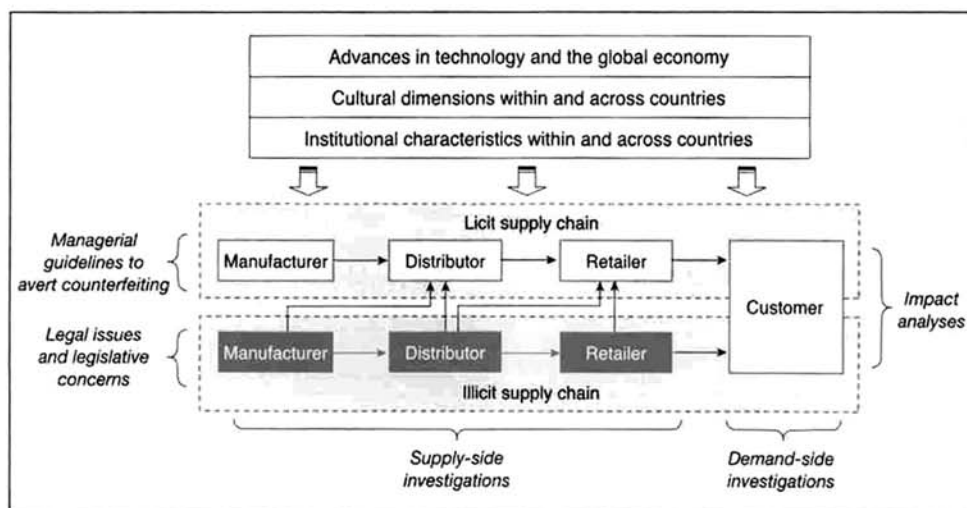 Advances in technology and the global economy
Cultural dimensions within and across countries
Institutional characteristics within and across countries
Licit supply chain
Managerial
guidelines to
avert counterfeiting
Manufacturer
Distributor
Retailer
Customer
Impact
analyses
Legal issues
and legislative
concerns
Manufacturer
Distributor
Retailer
Illicit supply chain
Supply-side
investigations
Demand-side
investigations